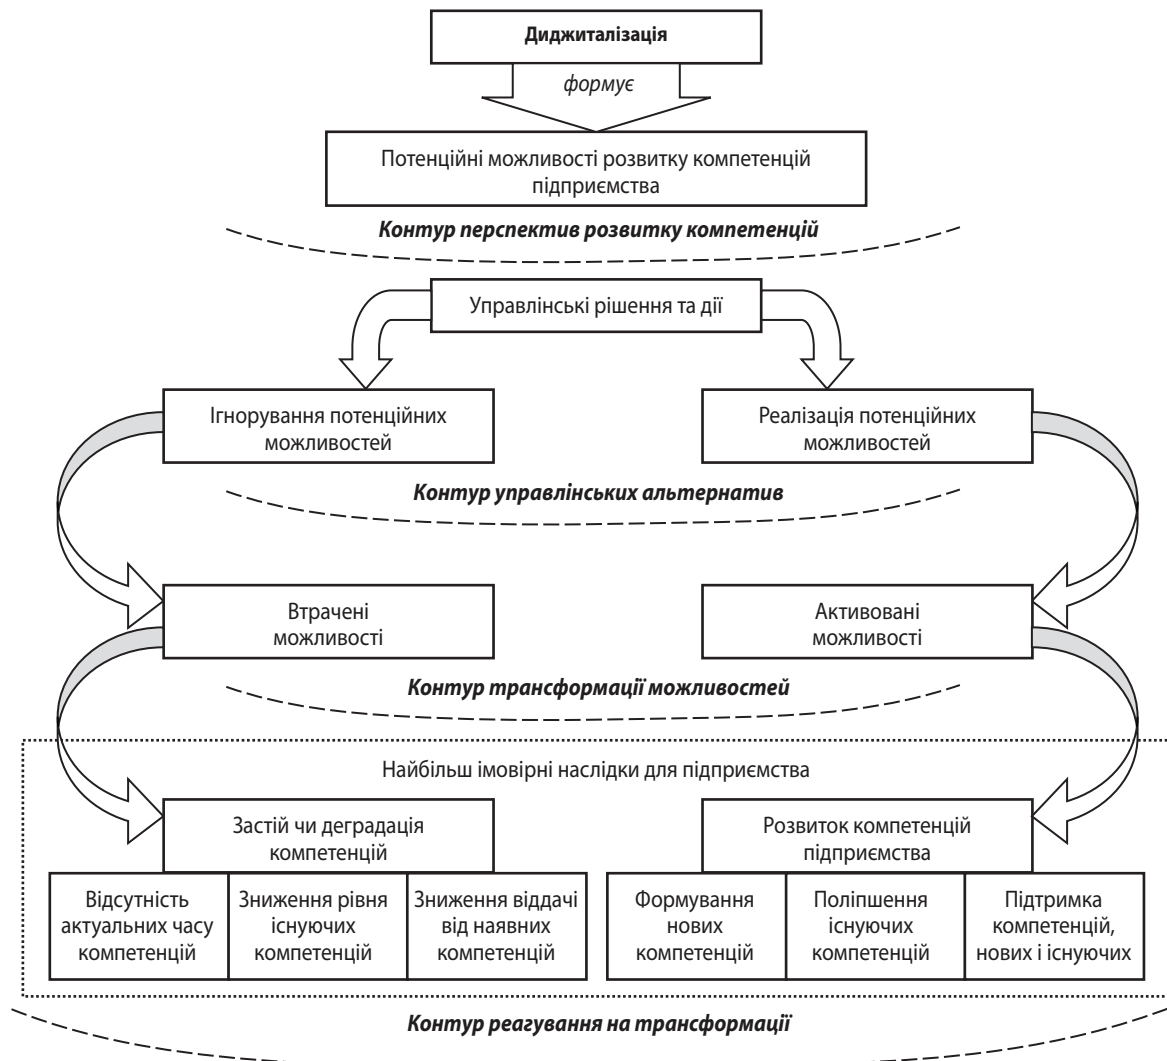 Диджиталізація
формує
Потенційні можливості розвитку компетенцій
підприємства
Контур перспектив розвитку компетенцій
Управлінські рішення та дії
Ігнорування потенційних
можливостей
Реалізація потенційних
можливостей
Контур управлінських альтернатив
Втрачені
можливості
Активовані
можливості
Контур трансформації можливостей
Найбільш імовірні наслідки для підприємства
Застій чи деградація
компетенцій
Розвиток компетенцій
підприємства
Відсутність
актуальних часу
компетенцій
Зниження рівня
існуючих
компетенцій
Зниження віддачі
від наявних
компетенцій
Формування
нових
компетенцій
Поліпшення
існуючих
компетенцій
Підтримка
компетенцій,
нових і існуючих
Контур реагування на трансформації